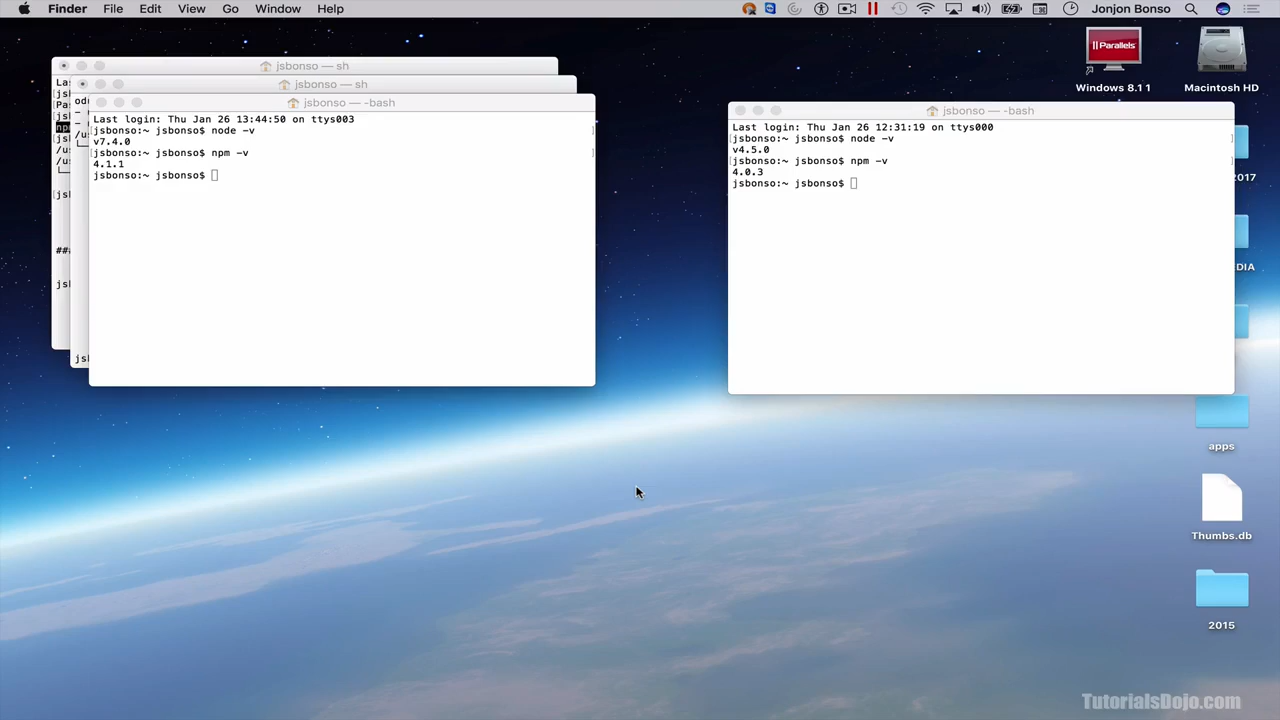 Finder File Edit View Go Window Help
Jonjon Bonso
jsbonso — sh
jsbonso — sh
jsbonso — -bash
Last login: Thu Jan 26 13:44:50 on ttys003
[jsbonso:~ jsbonso$ node -v ]
v7.4.0
[jsbonso:~ jsbonso$ npm -v ]
4.1.1
jsbonso:~ jsbonso$
jsbonso — -bash
Last login: Thu Jan 26 12:31:19 on ttys000
[jsbonso:~ jsbonso$ node -v ]
v4.5.0
[jsbonso:~ jsbonso$ npm -v ]
4.0.3
jsbonso:~ jsbonso$
Parallels
Windows 8.1 1
Macintosh HD
2017
EDIA
apps
Thumbs.db
2015
TutorialsDojo.com